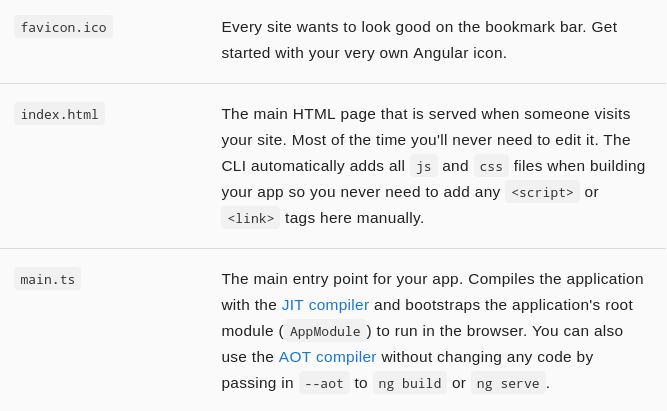 favicon.ico
Every site wants to look good on the bookmark bar. Get
started with your very own Angular icon.
index.html
The main HTML page that is served when someone visits
your site. Most of the time you'll never need to edit it. The
CLI automatically adds all js and css files when building
your app so you never need to add any <script> or
<link> tags here manually.
main.ts
The main entry point for your app. Compiles the application
with the JIT compiler and bootstraps the application's root
module (AppModule) to run in the browser. You can also
use the AOT compiler without changing any code by
passing in --aot to ng build or ng serve.